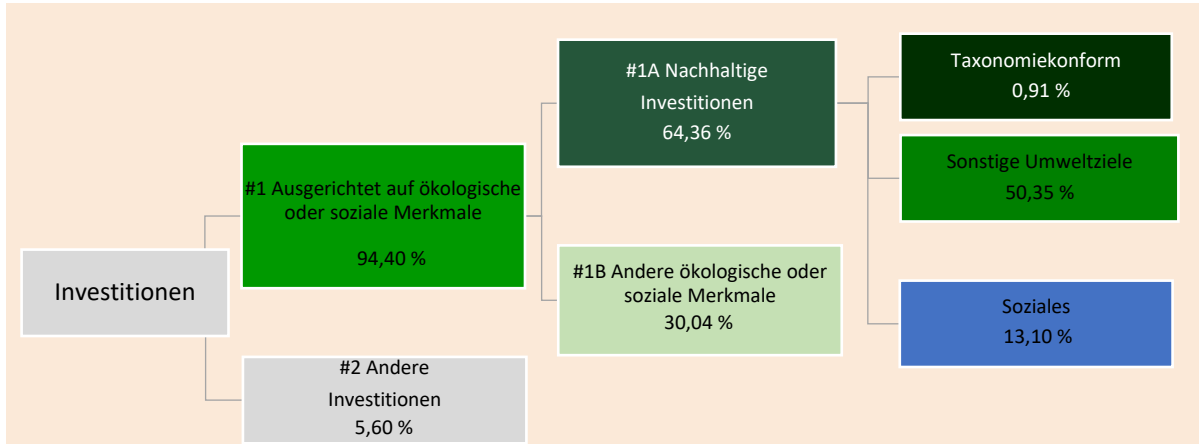 Investitionen
#1 Ausgerichtet auf ökologische
oder soziale Merkmale
94,40 %
#2 Andere
Investitionen
5,60 %
#1A Nachhaltige
Investitionen
64,36 %
#1B Andere ökologische oder
soziale Merkmale
30,04 %
Taxonomiekonform
0,91 %
Sonstige Umweltziele
50,35 %
Soziales
13,10 %